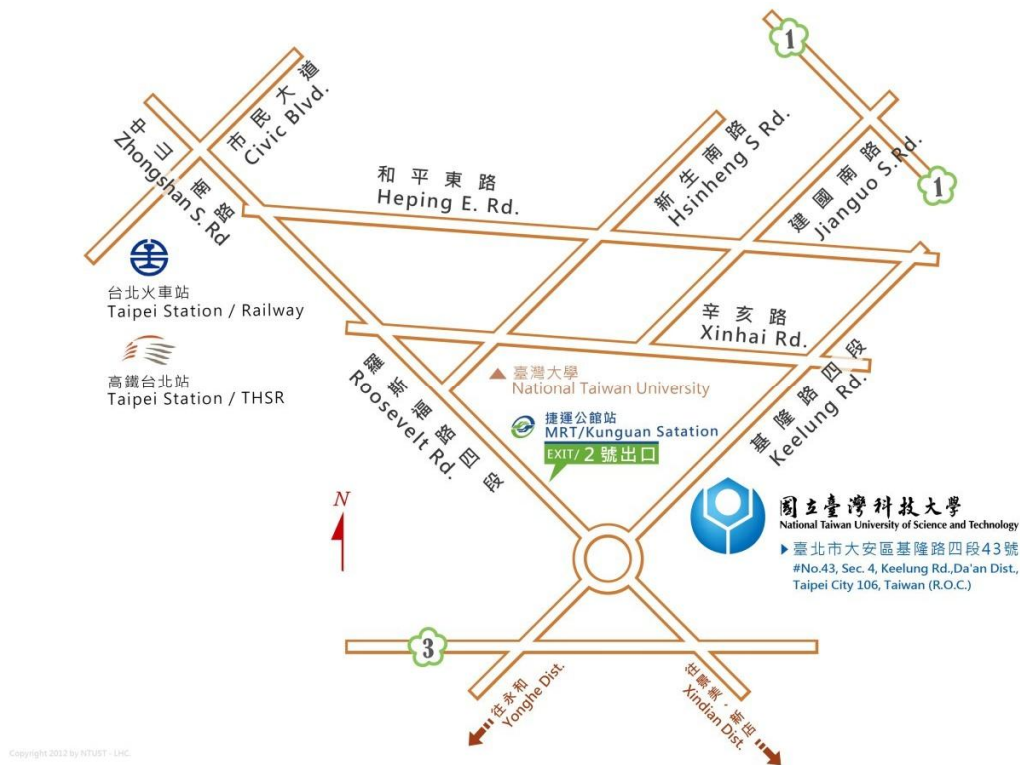 1
市民大道
Civic Blvd.
中山南路
Zhongshan S. Rd
和平東路
Heping E. Rd.
新生南路
Hsinheng S Rd.
建國南路
Jianguo S.Rd.
1
台北火車站
Taipei Station / Railway
高鐵台北站
Taipei Station / THSR
辛亥路
Xinhai Rd.
臺灣大學
National Taiwan University
羅斯福路四段
Roosevelt Rd.
捷運公館站
MRT/Kunguan Satation
EXIT/ 2 號出口
基隆路四段
Keelung Rd.
N
國立臺灣科技大學
National Taiwan University of Science and Technology
臺北市大安區基隆路四段43號
#No.43, Sec. 4, Keelung Rd.,Da'an Dist.,
Taipei City 106, Taiwan (R.O.C.)
3
往永和
Yonghe Dist.
往景美．新店
Xindian Dist.
Copyright 2012 by NTUST - LHC.